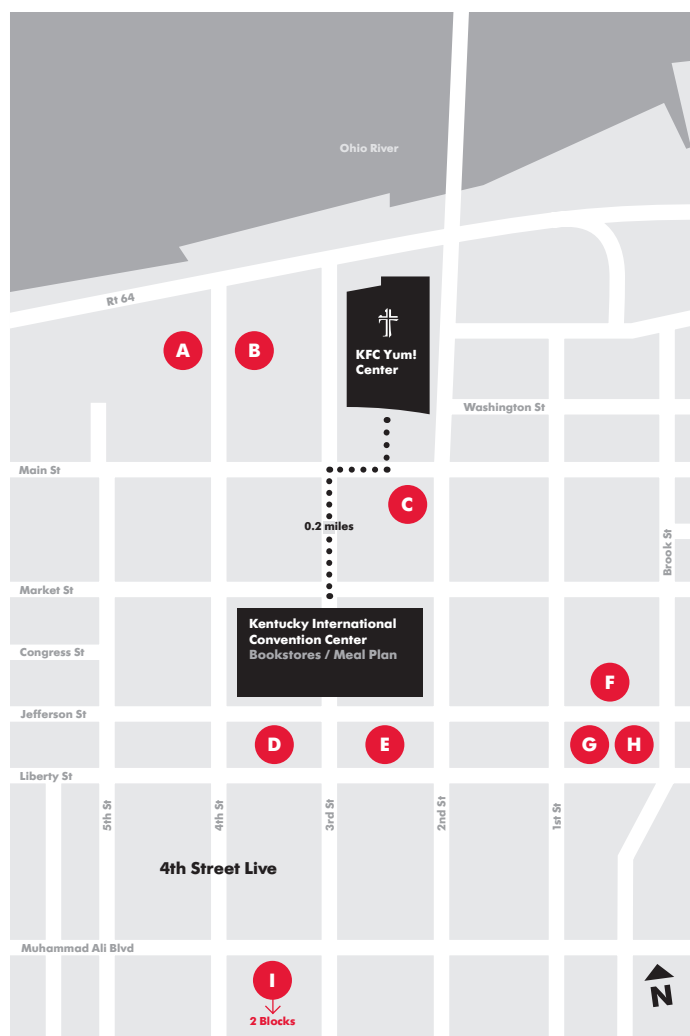 Ohio River
Rt 64
A
B
KFC Yum!
Center
Washington St
Main St
C
0.2 miles
Brook St
Market St
Kentucky International
Convention Center
Bookstores / Meal Plan
Congress St
F
Jefferson St
D
E
G
H
Liberty St
5th St
4th St
3rd St
2nd St
1st St
4th Street Live
Muhammad Ali Blvd
I
2 Blocks
N